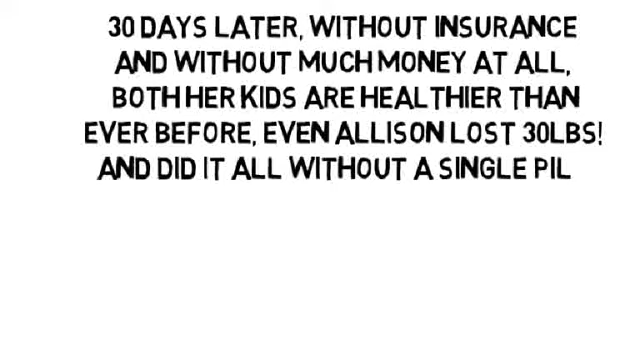 30 DAYS LATER, WITHOUT INSURANCE
AND WITHOUT MUCH MONEY AT ALL,
BOTH HER KIDS ARE HEALTHIER THAN
EVER BEFORE, EVEN ALLISON LOST 30LBS!
AND DID IT ALL WITHOUT A SINGLE PIL